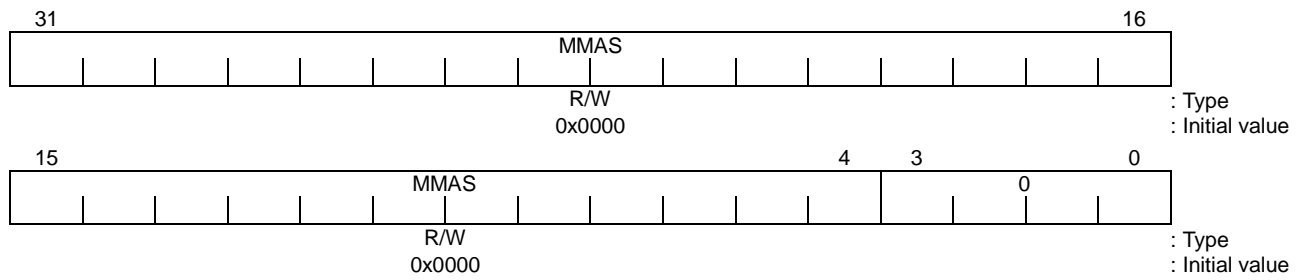 31 16
MMAS
R/W : Type
0x0000 : Initial value
15 4 3 0
MMAS 0
R/W : Type
0x0000 : Initial value